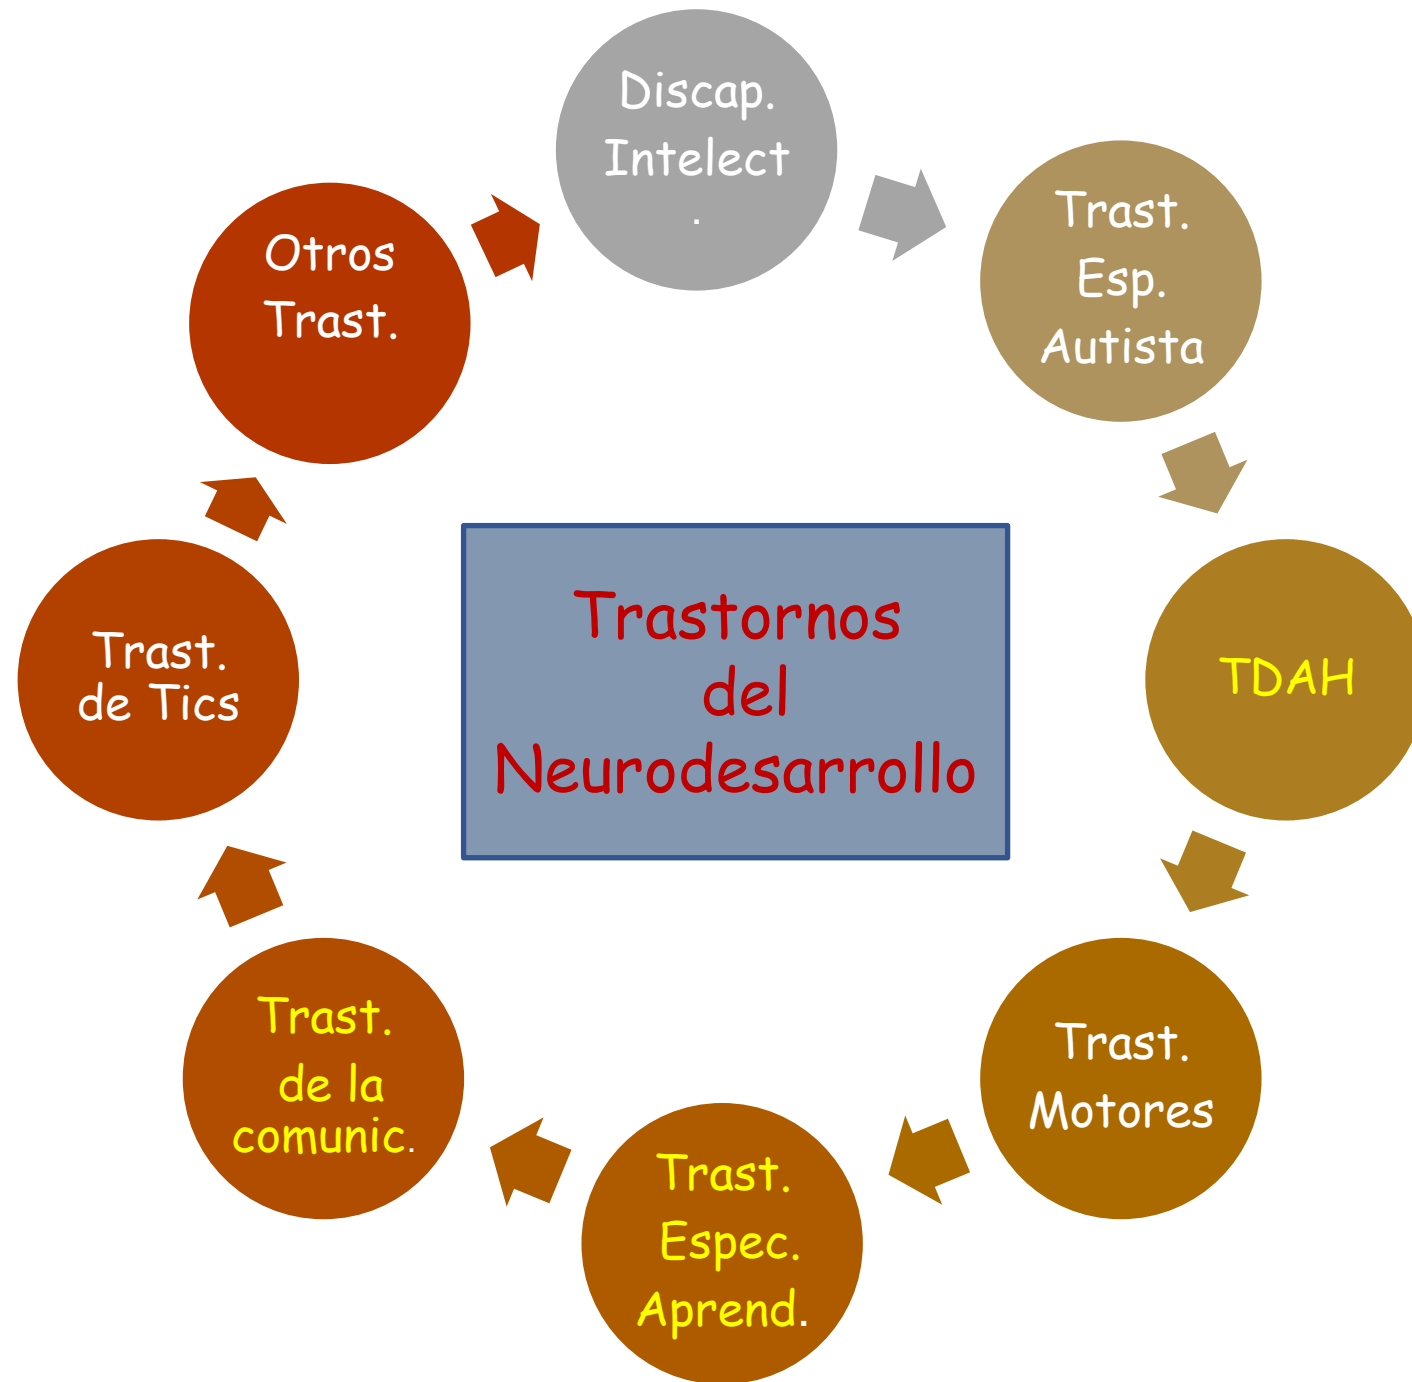 Discap.
Intelect
.
Trast.
Esp.
Autista
TDAH
Trast.
Motores
Trast.
Espec.
Aprend.
Trast.
de la
comunic.
Trast.
de Tics
Otros
Trast.
Trastornos
del
Neurodesarrollo